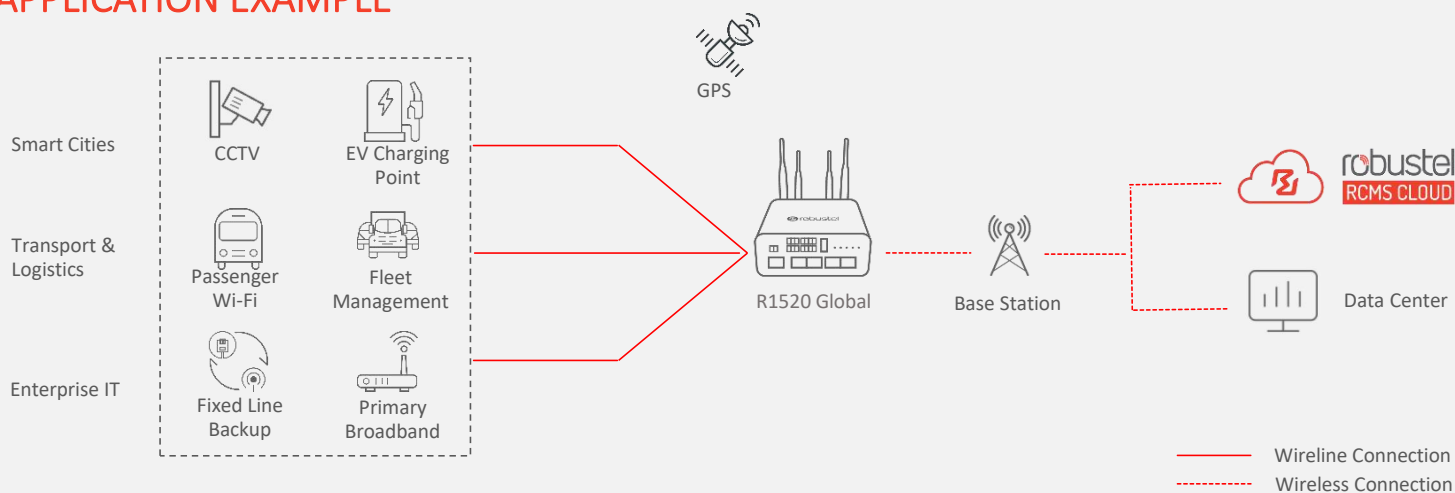 APPLICATION EXAMPLE
GPS
Smart Cities
CCTV
EV Charging
Point
Transport &
Logistics
Passenger
Wi-Fi
Fleet
Management
Enterprise IT
Fixed Line
Backup
Primary
Broadband
robustel
R1520 Global
Base Station
robustel
RCMS CLOUD
Data Center
Wireline Connection
Wireless Connection